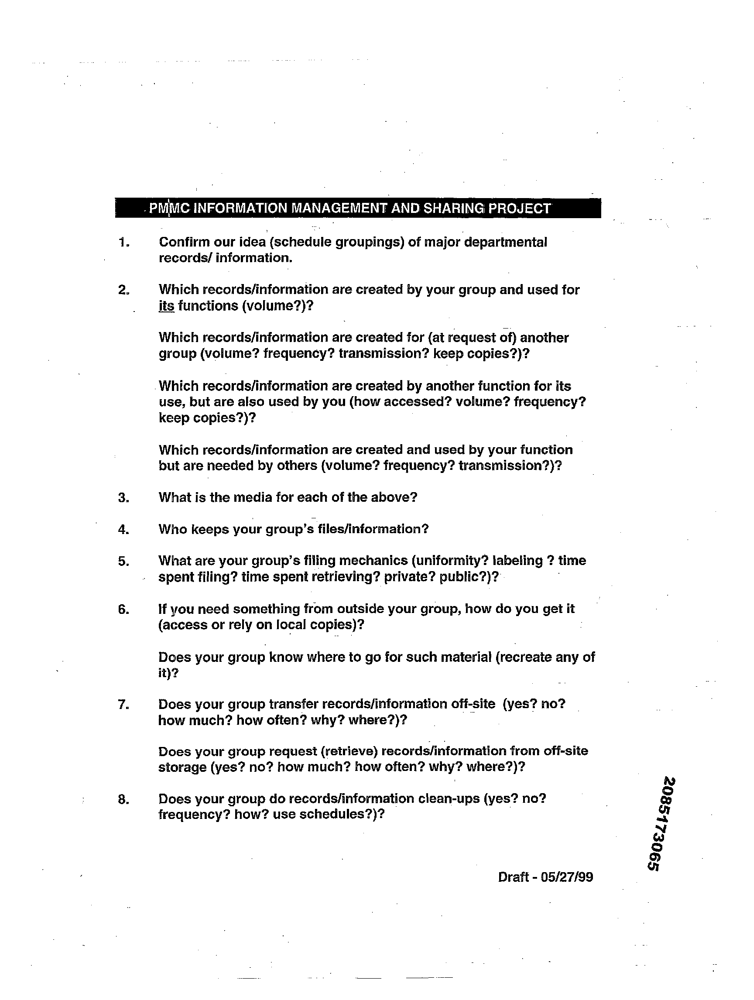 PMMC INFORMATION MANAGEMENT AND SHARING PROJECT
1. Confirm our idea (schedule groupings) of major departmental
records/ information.
2. Which records/information are created by your group and used for
its functions (volume?)?
Which records/information are created for (at request of) another
group (volume? frequency? transmission? keep copies?)?
Which records/information are created by another function for its
use, but are also used by you (how accessed? volume? frequency?
keep copies?)?
Which records/information are created and used by your function
but are needed by others (volume? frequency? transmission?)?
3. What is the media for each of the above?
4. Who keeps your group's files/information?
5. What are your group's filing mechanics (uniformity? labeling ? time
spent filing? time spent retrieving? private? public?)?
6. If you need something from outside your group, how do you get it
(access or rely on local copies)?
Does your group know where to go for such material (recreate any of
it)?
7. Does your group transfer records/information off-site (yes? no?
how much? how often? why? where?)?
Does your group request (retrieve) records/information from off-site
storage (yes? no? how much? how often? why? where?)?
8. Does your group do records/information clean-ups (yes? no?
frequency? how? use schedules?)?
2085173065
Draft - 05/27/99